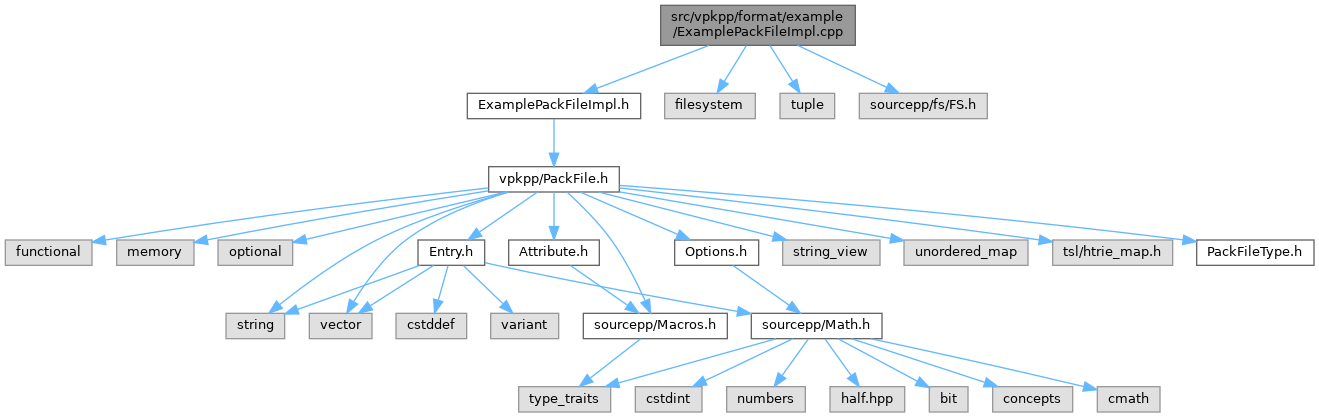 src/vpkpp/format/example
/ExamplePackFileImpl.cpp
ExamplePackFileImpl.h
filesystem
tuple
sourcepp/fs/FS.h
vpkpp/PackFile.h
functional
memory
optional
Entry.h
Attribute.h
Options.h
string_view
unordered_map
tsl/htrie_map.h
PackFileType.h
string
vector
cstddef
variant
sourcepp/Macros.h
sourcepp/Math.h
type_traits
cstdint
numbers
half.hpp
bit
concepts
cmath